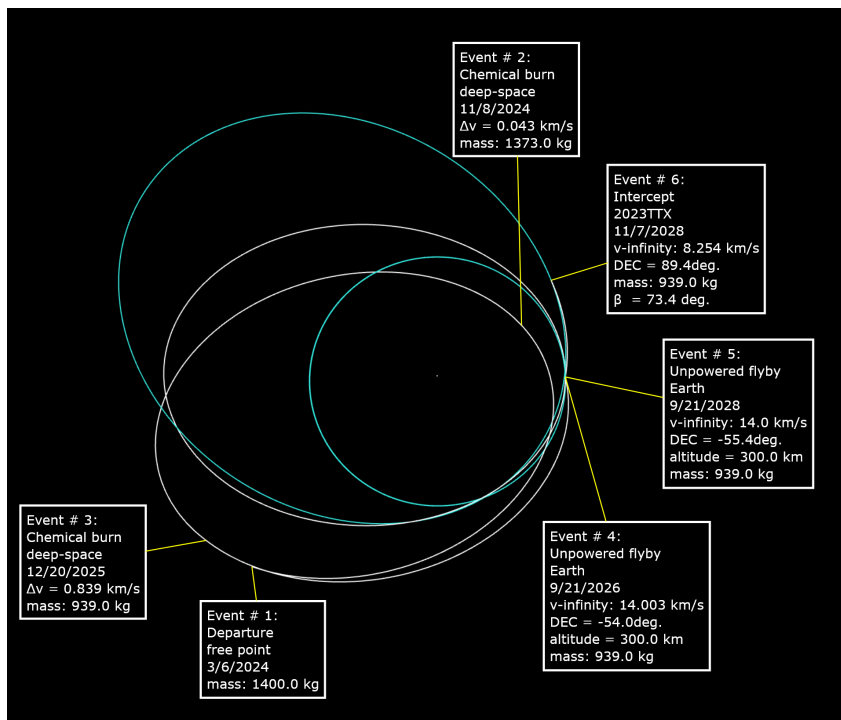 Event # 2:
Chemical burn
deep-space
11/8/2024
Δv = 0.043 km/s
mass: 1373.0 kg
Event # 6:
Intercept
2023TTX
11/7/2028
v-infinity: 8.254 km/s
DEC = 89.4deg.
mass: 939.0 kg
β  = 73.4 deg.
Event # 5:
Unpowered flyby
Earth
9/21/2028
v-infinity: 14.0 km/s
DEC = -55.4deg.
altitude = 300.0 km
mass: 939.0 kg
Event # 3:
Chemical burn
deep-space
12/20/2025
Δv = 0.839 km/s
mass: 939.0 kg
Event # 4:
Unpowered flyby
Earth
9/21/2026
v-infinity: 14.003 km/s
DEC = -54.0deg.
altitude = 300.0 km
mass: 939.0 kg
Event # 1:
Departure
free point
3/6/2024
mass: 1400.0 kg